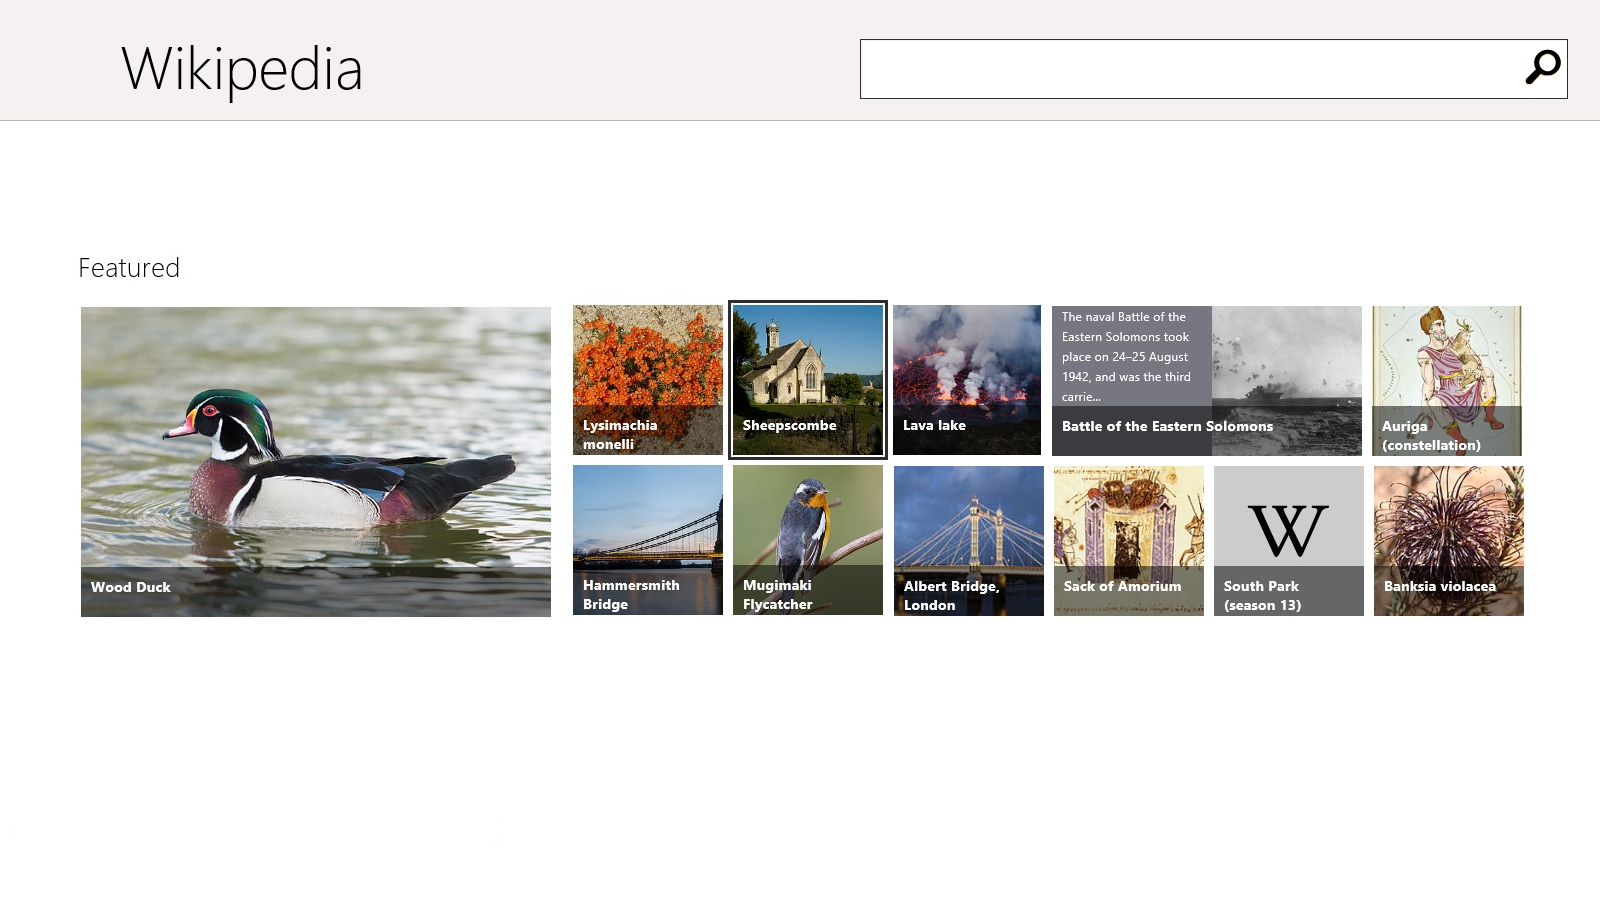 Wikipedia
Featured
Wood Duck
Lysimachia
monelli
Sheepscombe
Lava lake
The naval Battle of the
Eastern Solomons took
place on 24–25 August
1942, and was the third
carrie...
Battle of the Eastern Solomons
Auriga
(constellation)
Hammersmith
Bridge
Mugimaki
Flycatcher
Albert Bridge,
London
Sack of Amorium
W
South Park
(season 13)
Banksia violacea